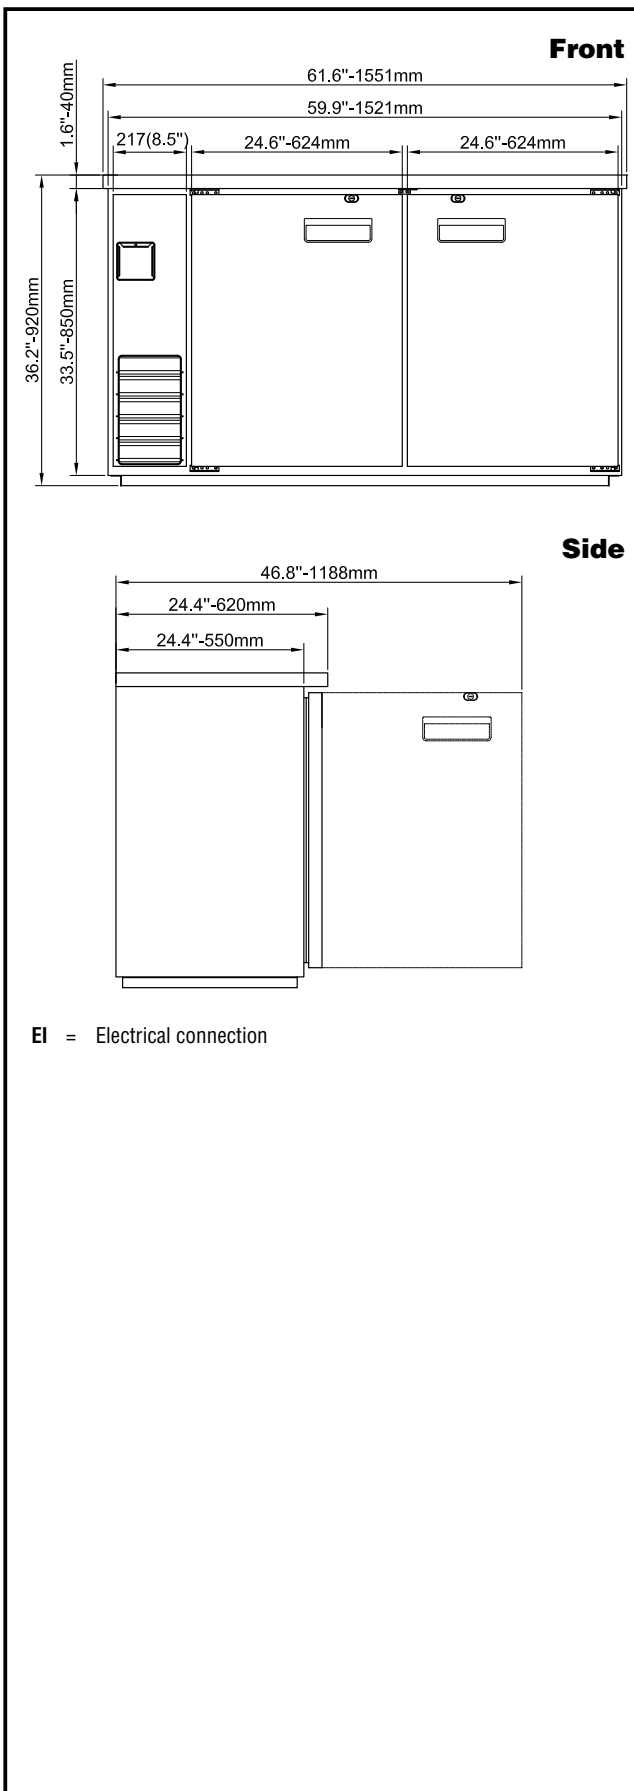 Front
61.6"-1551mm
1.6"-40mm
59.9"-1521mm
217(8.5")
24.6"-624mm
24.6"-624mm
36.2"-920mm
33.5"-850mm
Side
46.8"-1188mm
24.4"-620mm
24.4"-550mm
EI = Electrical connection